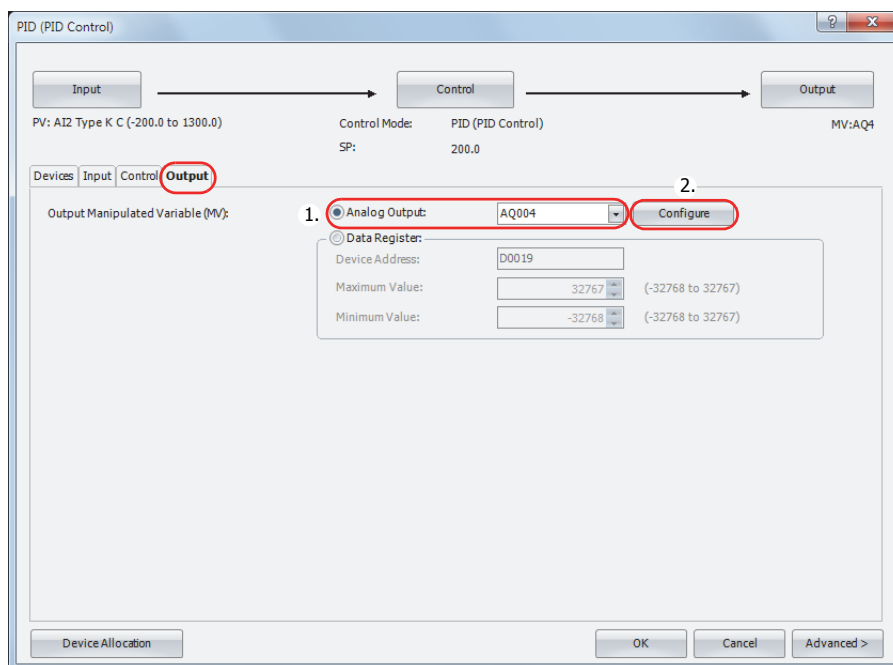 PID (PID Control)
Input
Control
Output
PV: AI2 Type K C (-200.0 to 1300.0)
Control Mode: PID (PID Control)
MV:AQ4
SP: 200.0
Devices Input Control Output
2.
Output Manipulated Variable (MV):
1. Analog Output: AQ004 Configure
Data Register:
Device Address: D0019
Maximum Value: 32767 (-32768 to 32767)
Minimum Value: -32768 (-32768 to 32767)
Device Allocation
OK
Cancel
Advanced >